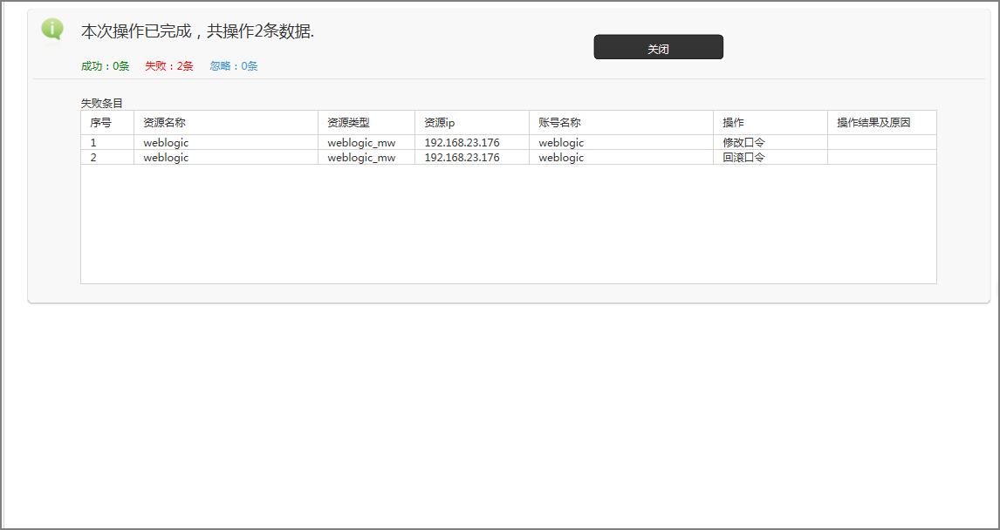 本次操作已完成，共操作2条数据.
关闭
成功：0条 失败：2条 忽略：0条
失败条目
序号 资源名称 资源类型 资源ip 账号名称 操作 操作结果及原因
1 weblogic weblogic_mw 192.168.23.176 weblogic 修改口令
2 weblogic weblogic_mw 192.168.23.176 weblogic 回滚口令